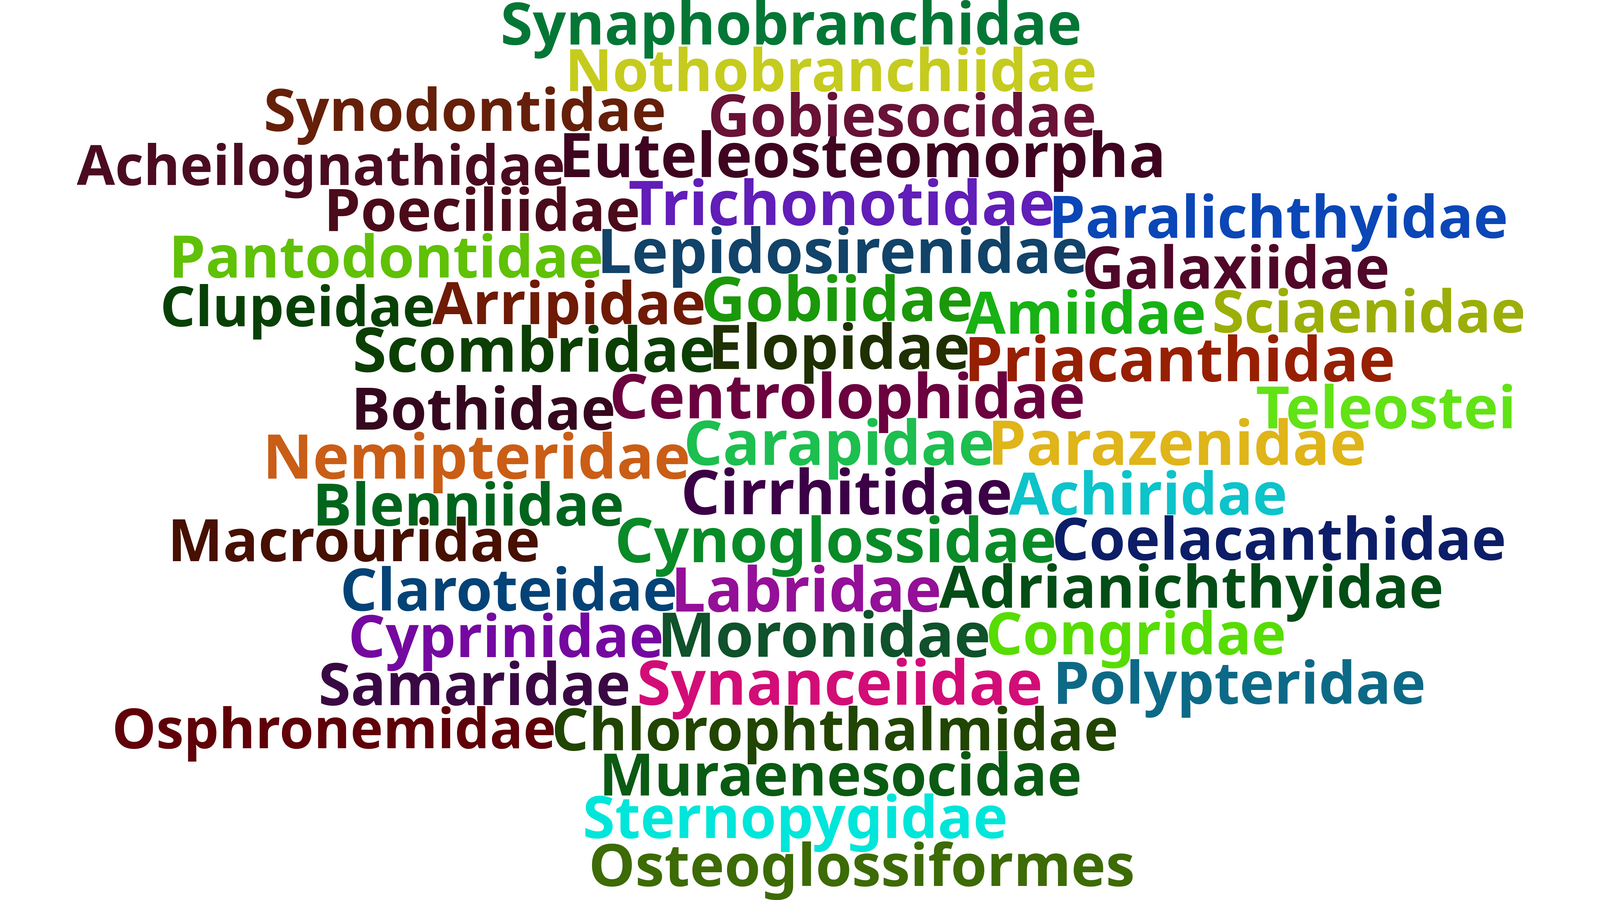 Synaphobranchidae
Nothobranchiidae
Synodontidae Gobiesocidae
Acheilognathidae Euteleosteomorpha
Poeciliidae Trichonotidae Paralichthyidae
Pantodontidae Lepidosirenidae Galaxiidae
Clupeidae Arripidae Gobiidae Amiidae Sciaenidae
Scombridae Elopidae Priacanthidae
Bothidae Centrolophidae Teleostei
Nemipteridae Carapidae Parazenidae
Blenniidae Cirrhitidae Achiridae
Macrouridae Cynoglossidae Coelacanthidae
Claroteidae Labridae Adrianichthyidae
Cyprinidae Moronidae Congridae
Samaridae Synanceiidae Polypteridae
Osphronemidae Chlorophthalmidae
Muraenesocidae
Sternopygidae
Osteoglossiformes